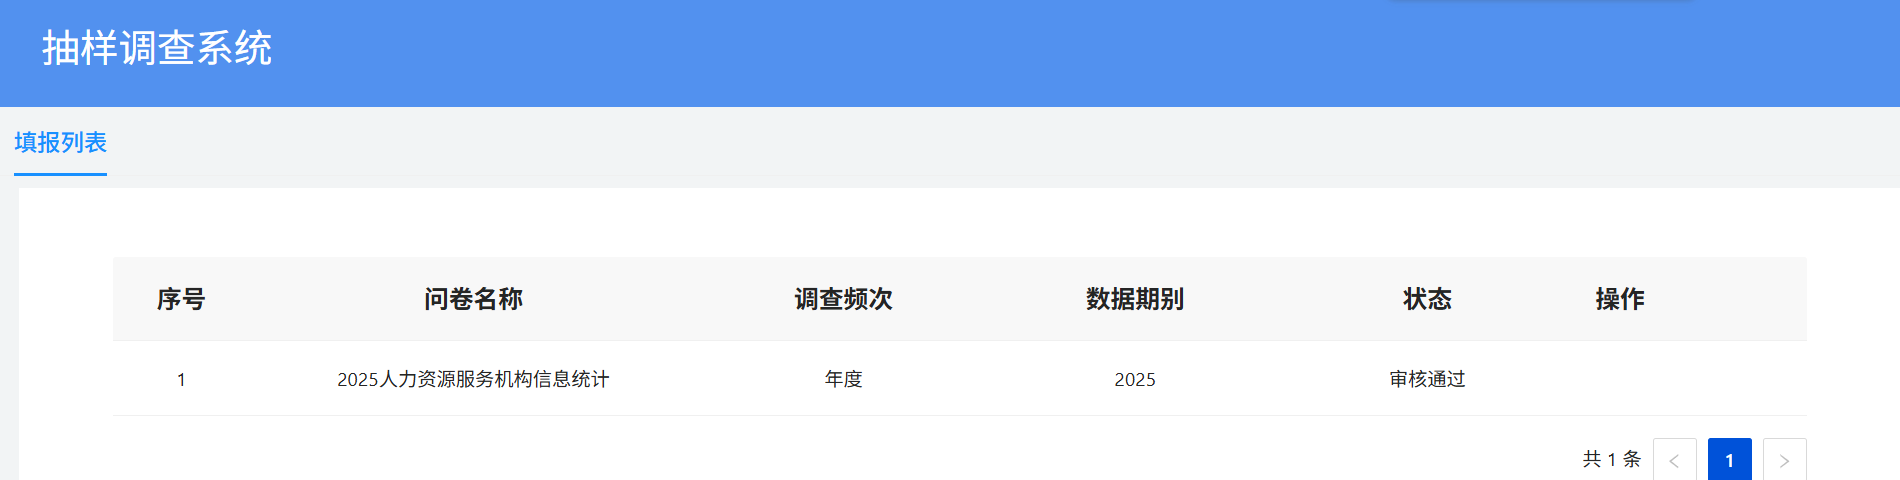 抽样调查系统
填报列表
序号 问卷名称 调查频次 数据期别 状态 操作
1 2025人力资源服务机构信息统计 年度 2025 审核通过
共 1 条 < 1 >